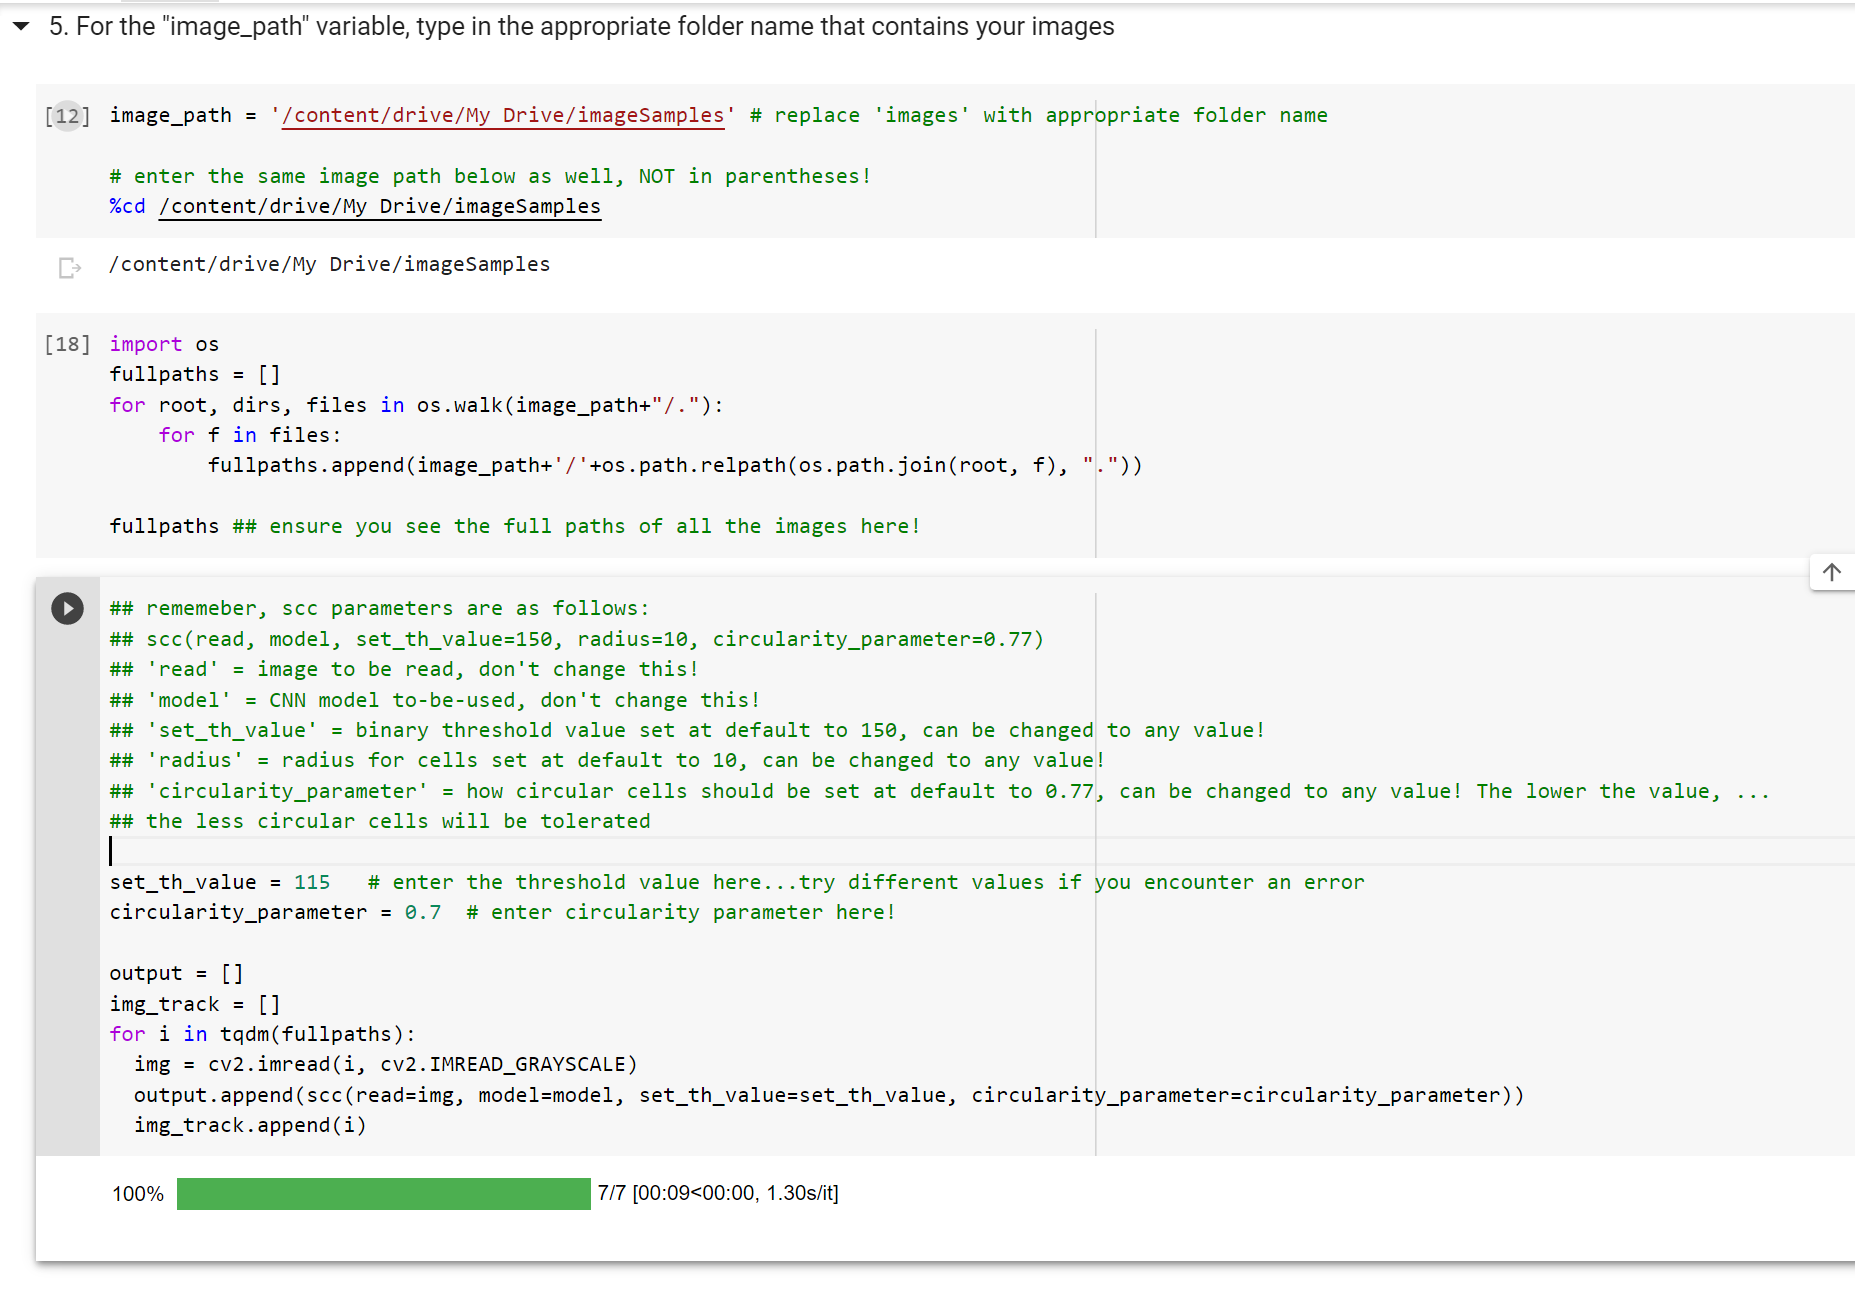 5. For the "image_path" variable, type in the appropriate folder name that contains your images
[12] image_path = '/content/drive/My Drive/imageSamples' # replace 'images' with appropriate folder name
# enter the same image path below as well, NOT in parentheses!
%cd /content/drive/My Drive/imageSamples
/content/drive/My Drive/imageSamples
[18] import os
fullpaths = []
for root, dirs, files in os.walk(image_path+"/."):
    for f in files:
        fullpaths.append(image_path+'/'+os.path.relpath(os.path.join(root, f), "."))
fullpaths ## ensure you see the full paths of all the images here!
## rememeber, scc parameters are as follows:
## scc(read, model, set_th_value=150, radius=10, circularity_parameter=0.77)
## 'read' = image to be read, don't change this!
## 'model' = CNN model to-be-used, don't change this!
## 'set_th_value' = binary threshold value set at default to 150, can be changed to any value!
## 'radius' = radius for cells set at default to 10, can be changed to any value!
## 'circularity_parameter' = how circular cells should be set at default to 0.77, can be changed to any value! The lower the value, ...
## the less circular cells will be tolerated
set_th_value = 115   # enter the threshold value here...try different values if you encounter an error
circularity_parameter = 0.7  # enter circularity parameter here!
output = []
img_track = []
for i in tqdm(fullpaths):
  img = cv2.imread(i, cv2.IMREAD_GRAYSCALE)
  output.append(scc(read=img, model=model, set_th_value=set_th_value, circularity_parameter=circularity_parameter))
  img_track.append(i)
100% 7/7 [00:09<00:00, 1.30s/it]